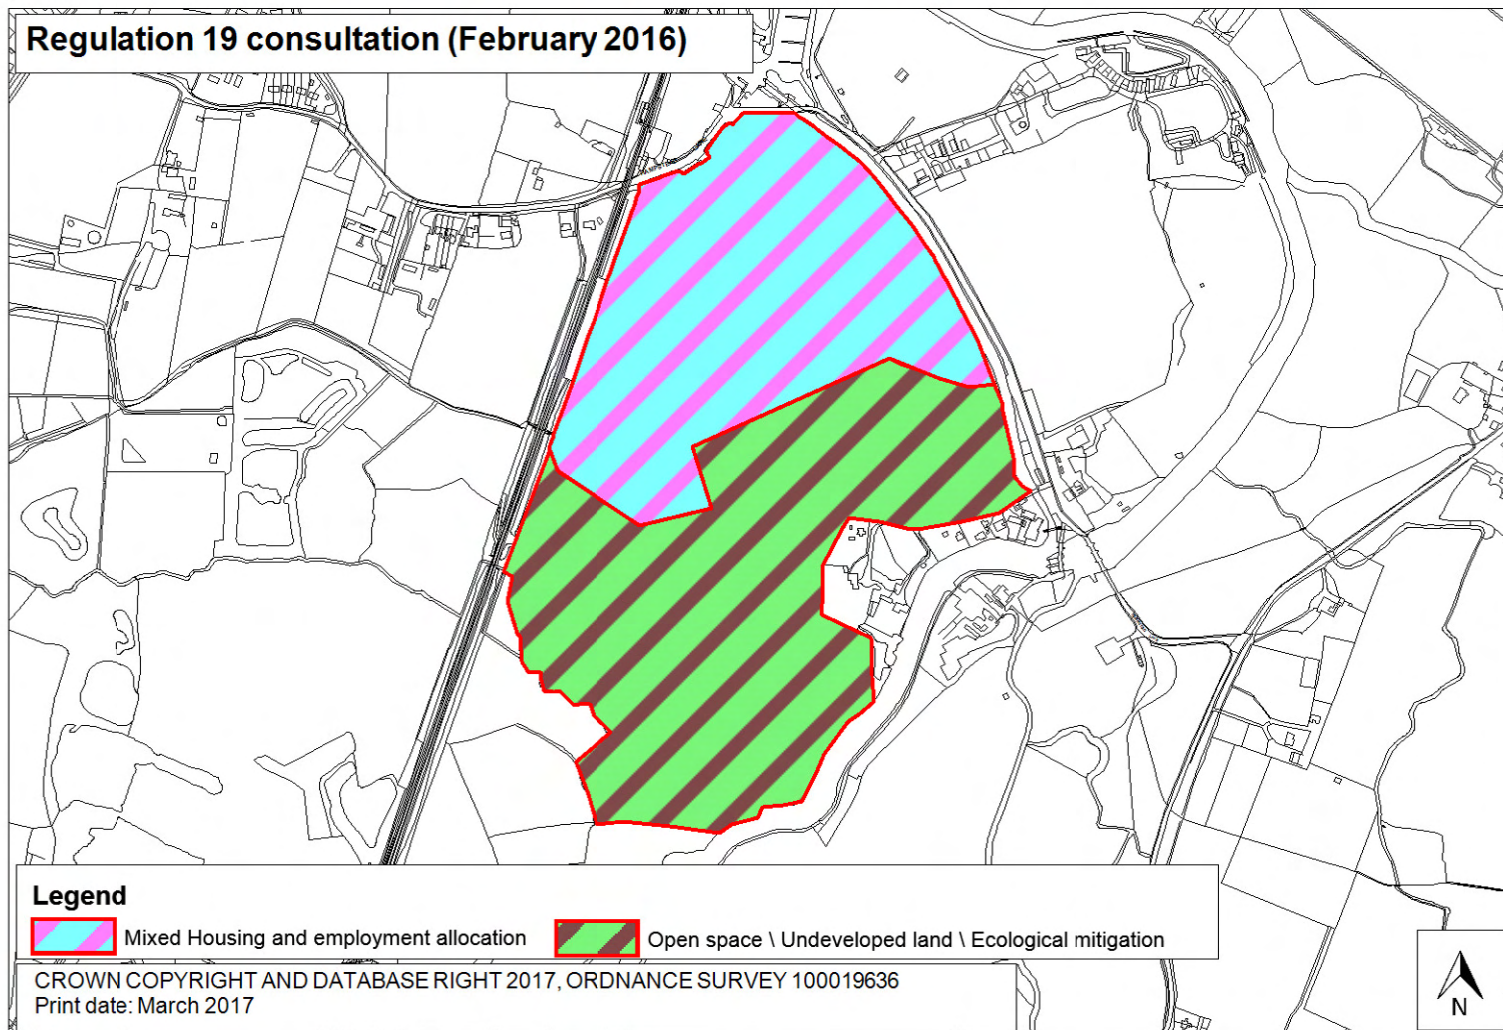 Regulation 19 consultation (February 2016)
Legend
Mixed Housing and employment allocation
Open space \ Undeveloped land \ Ecological mitigation
CROWN COPYRIGHT AND DATABASE RIGHT 2017, ORDNANCE SURVEY 100019636
Print date: March 2017
N